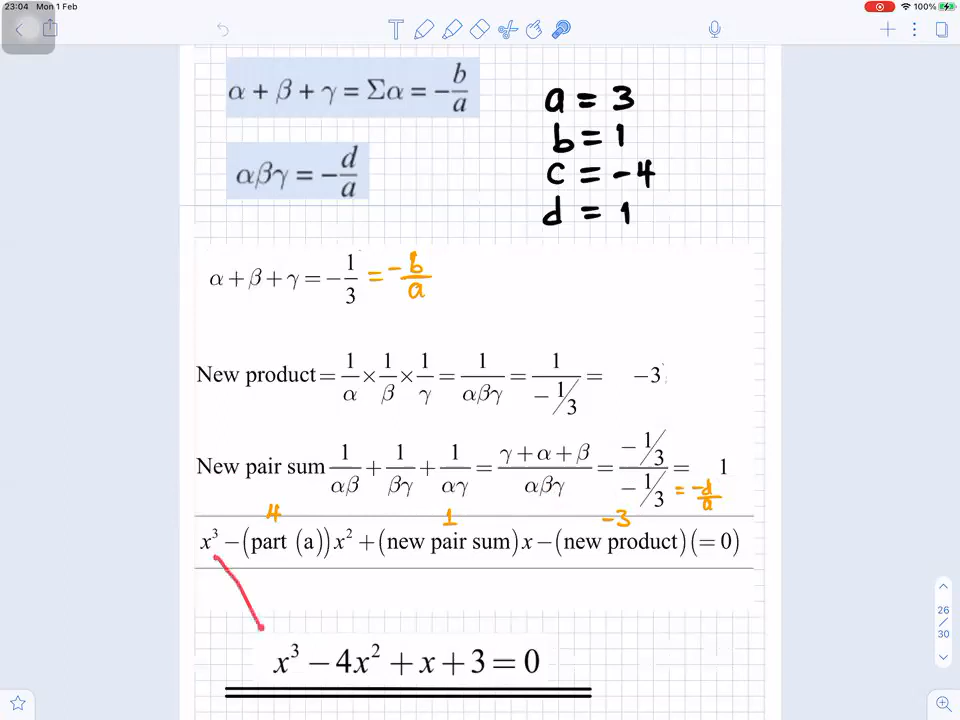 23:04 Mon 1 Feb 100%
T
α + β + γ = Σα = -b/a
a = 3
b = 1
αβγ = -d/a
c = -4
d = 1
α + β + γ = -1/3 = -b/a
New product = 1/α × 1/β × 1/γ = 1/αβγ = 1/(-1/3) = -3
New pair sum 1/αβ + 1/βγ + 1/αγ = (γ + α + β)/αβγ = (-1/3)/(-1/3) = 1
= -d/a
4 1 -3
x³ - (part (a))x² + (new pair sum)x - (new product)(= 0)
x³ - 4x² + x + 3 = 0
26
/
30